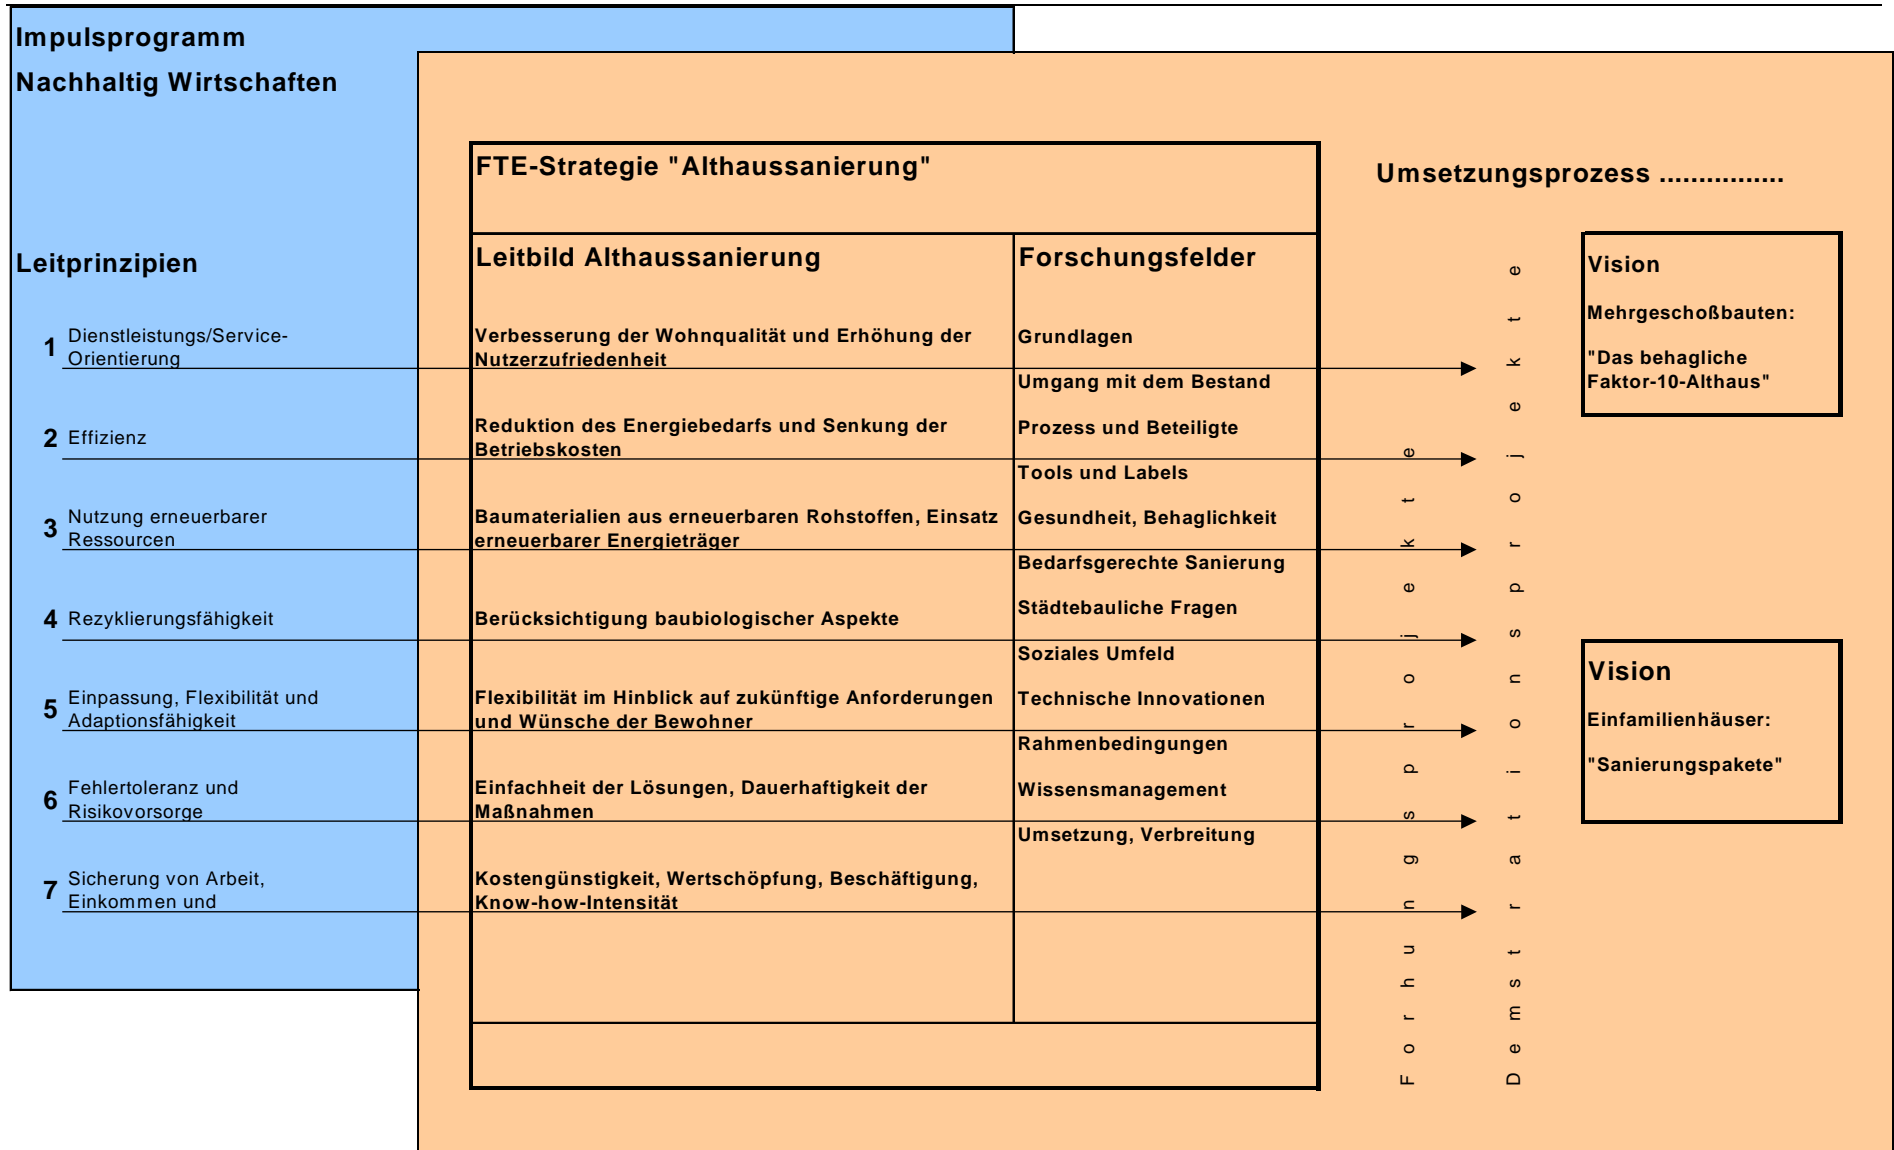 Impulsprogramm
Nachhaltig Wirtschaften
Leitprinzipien
1 Dienstleistungs/Service-
Orientierung
2 Effizienz
3 Nutzung erneuerbarer
Ressourcen
4 Rezyklierungsfähigkeit
5 Einpassung, Flexibilität und
Adaptionsfähigkeit
6 Fehlertoleranz und
Risikovorsorge
7 Sicherung von Arbeit,
Einkommen und
FTE-Strategie "Althaussanierung"
Leitbild Althaussanierung
Verbesserung der Wohnqualität und Erhöhung der
Nutzerzufriedenheit
Reduktion des Energiebedarfs und Senkung der
Betriebskosten
Baumaterialien aus erneuerbaren Rohstoffen, Einsatz
erneuerbarer Energieträger
Berücksichtigung baubiologischer Aspekte
Flexibilität im Hinblick auf zukünftige Anforderungen
und Wünsche der Bewohner
Einfachheit der Lösungen, Dauerhaftigkeit der
Maßnahmen
Kostengünstigkeit, Wertschöpfung, Beschäftigung,
Know-how-Intensität
Forschungsfelder
Grundlagen
Umgang mit dem Bestand
Prozess und Beteiligte
Tools und Labels
Gesundheit, Behaglichkeit
Bedarfsgerechte Sanierung
Städtebauliche Fragen
Soziales Umfeld
Technische Innovationen
Rahmenbedingungen
Wissensmanagement
Umsetzung, Verbreitung
Umsetzungsprozess ................
Forhungsprojekte
Demstrationsprojekte
Vision
Mehrgeschoßbauten:
"Das behagliche
Faktor-10-Althaus"
Vision
Einfamilienhäuser:
"Sanierungspakete"